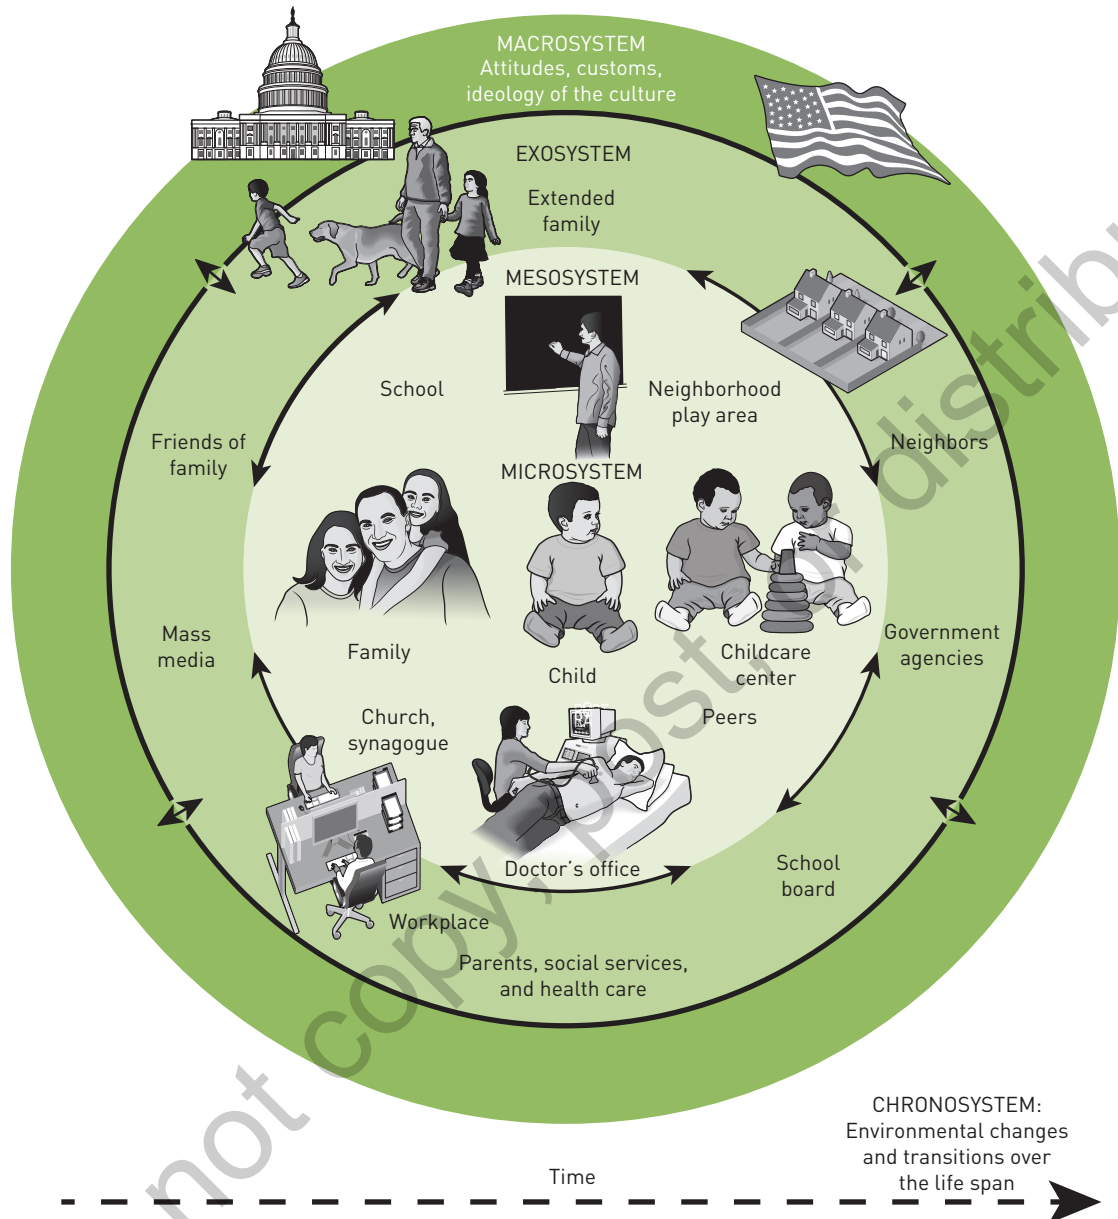 MACROSYSTEM
Attitudes, customs,
ideology of the culture
EXOSYSTEM
Extended
family
MESOSYSTEM
School
Neighborhood
play area
Friends of
family
Neighbors
MICROSYSTEM
Mass
media
Family
Child
Childcare
center
Government
agencies
Church,
synagogue
Peers
Doctor's office
School
board
Workplace
Parents, social services,
and health care
CHRONOSYSTEM:
Environmental changes
and transitions over
the life span
Time
not copy, post, or distribu